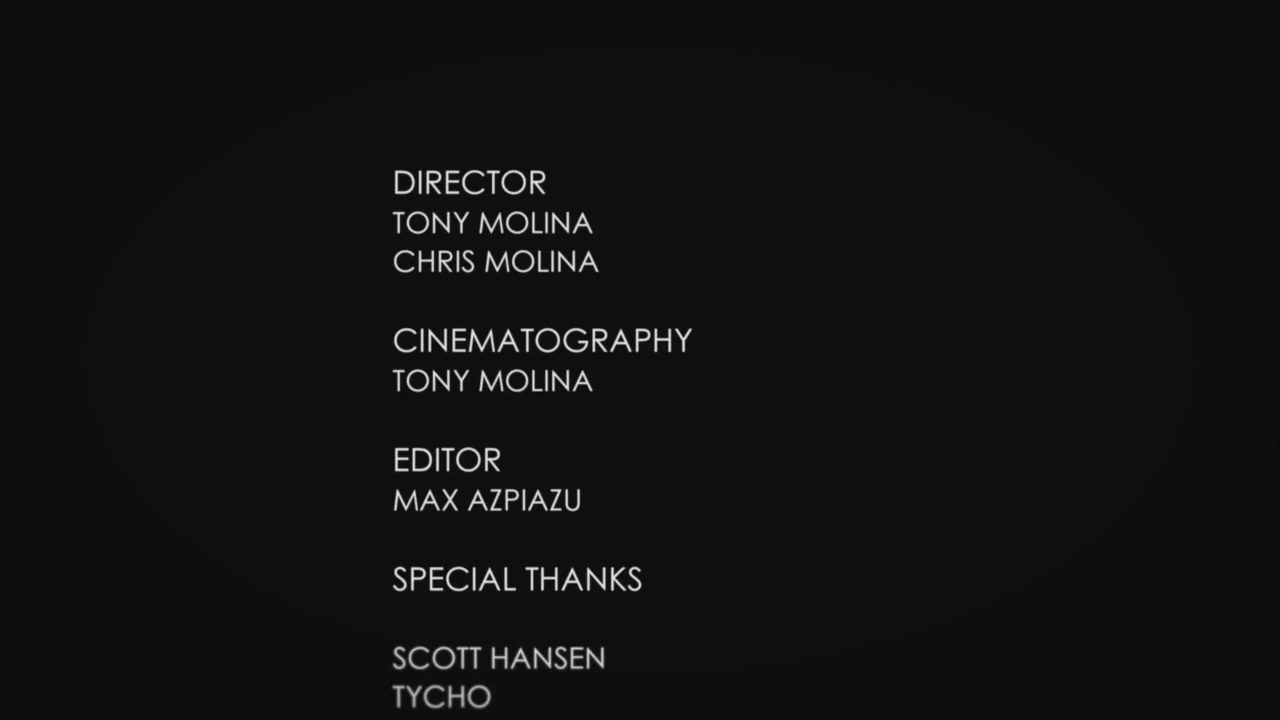 DIRECTOR
TONY MOLINA
CHRIS MOLINA
CINEMATOGRAPHY
TONY MOLINA
EDITOR
MAX AZPIAZU
SPECIAL THANKS
SCOTT HANSEN
TYCHO